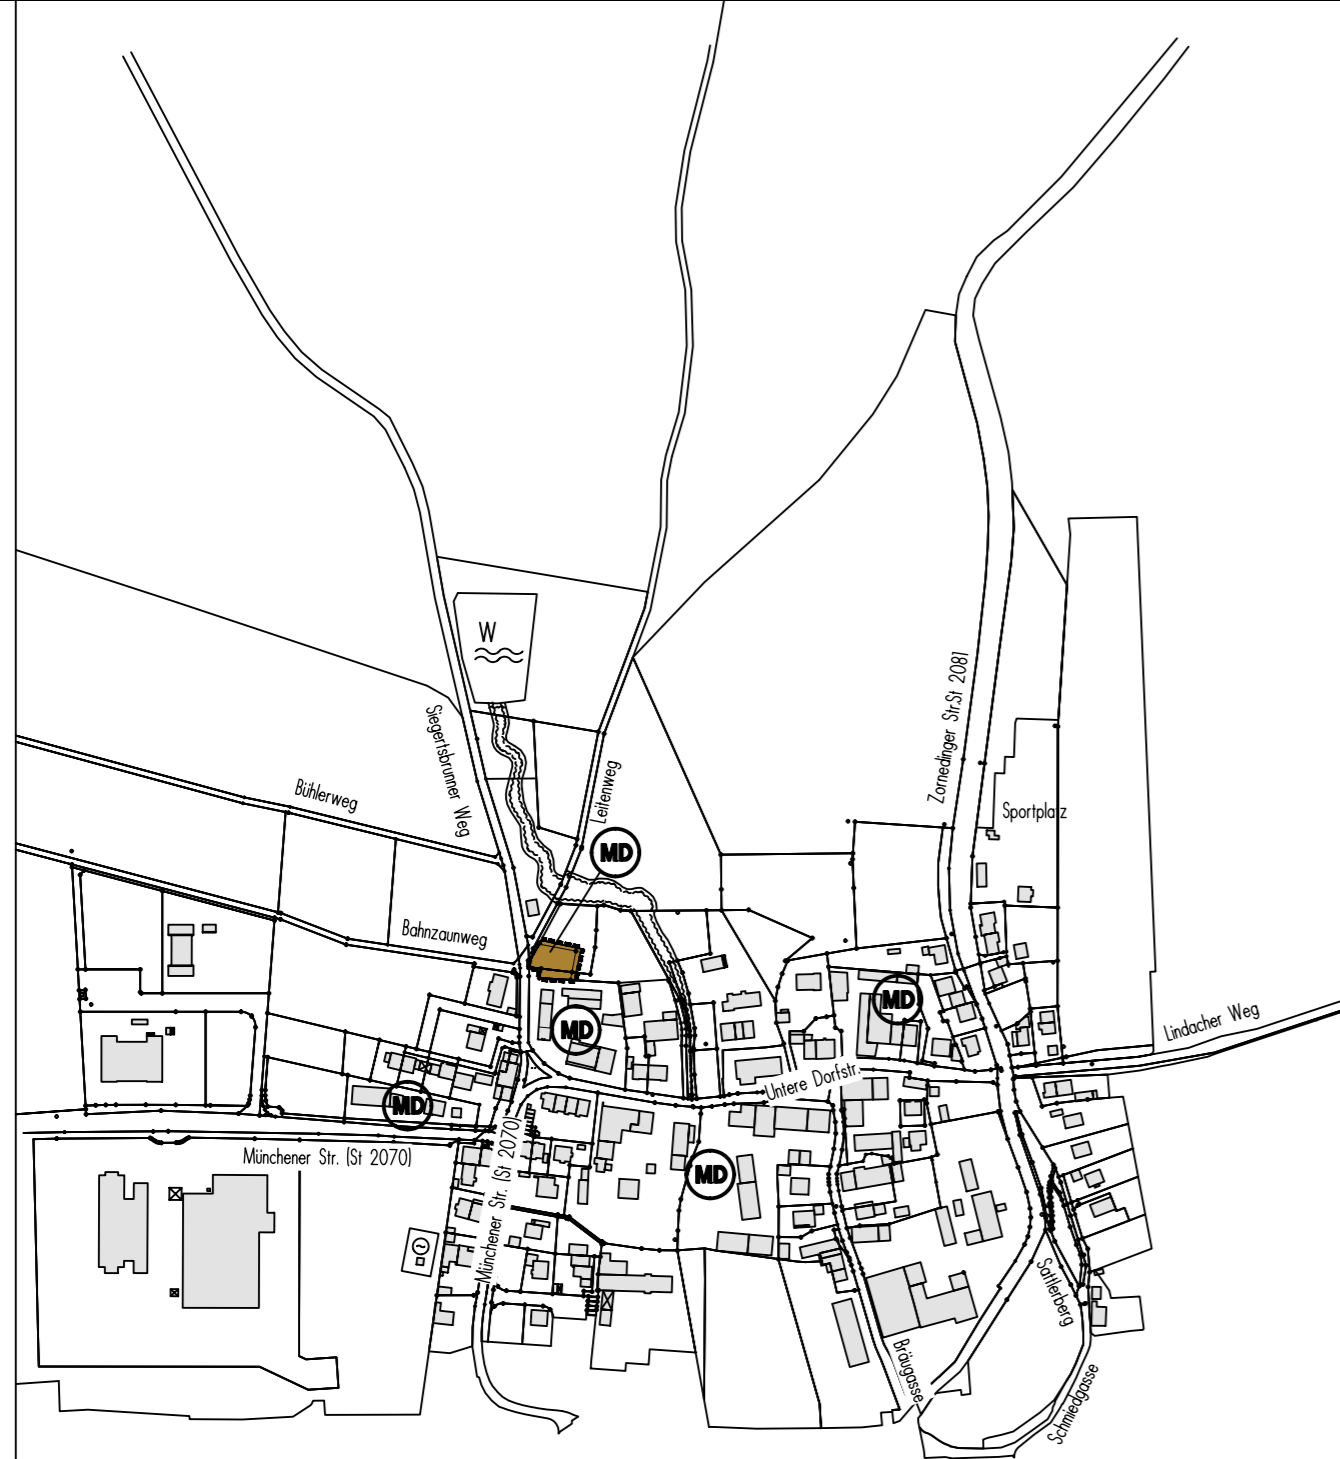 W
Siegertsbrunner Weg
Zornedinger Str.St 2081
Leitenweg
Bühlerweg
Sportplatz
MD
Bahnzaunweg
MD
MD
Lindacher Weg
Untere Dorfstr.
MD
Münchener Str. (St 2070)
Münchener Str. (St 2070)
MD
Sattlerberg
Bräugasse
Schmiedgasse